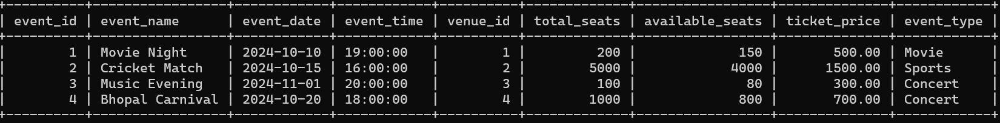 +----------+-----------------+------------+------------+----------+-------------+-----------------+--------------+------------+
| event_id | event_name      | event_date | event_time | venue_id | total_seats | available_seats | ticket_price | event_type |
+----------+-----------------+------------+------------+----------+-------------+-----------------+--------------+------------+
|        1 | Movie Night     | 2024-10-10 | 19:00:00   |        1 |         200 |             150 |       500.00 | Movie      |
|        2 | Cricket Match   | 2024-10-15 | 16:00:00   |        2 |        5000 |            4000 |      1500.00 | Sports     |
|        3 | Music Evening   | 2024-11-01 | 20:00:00   |        3 |         100 |              80 |       300.00 | Concert    |
|        4 | Bhopal Carnival | 2024-10-20 | 18:00:00   |        4 |        1000 |             800 |       700.00 | Concert    |
+----------+-----------------+------------+------------+----------+-------------+-----------------+--------------+------------+